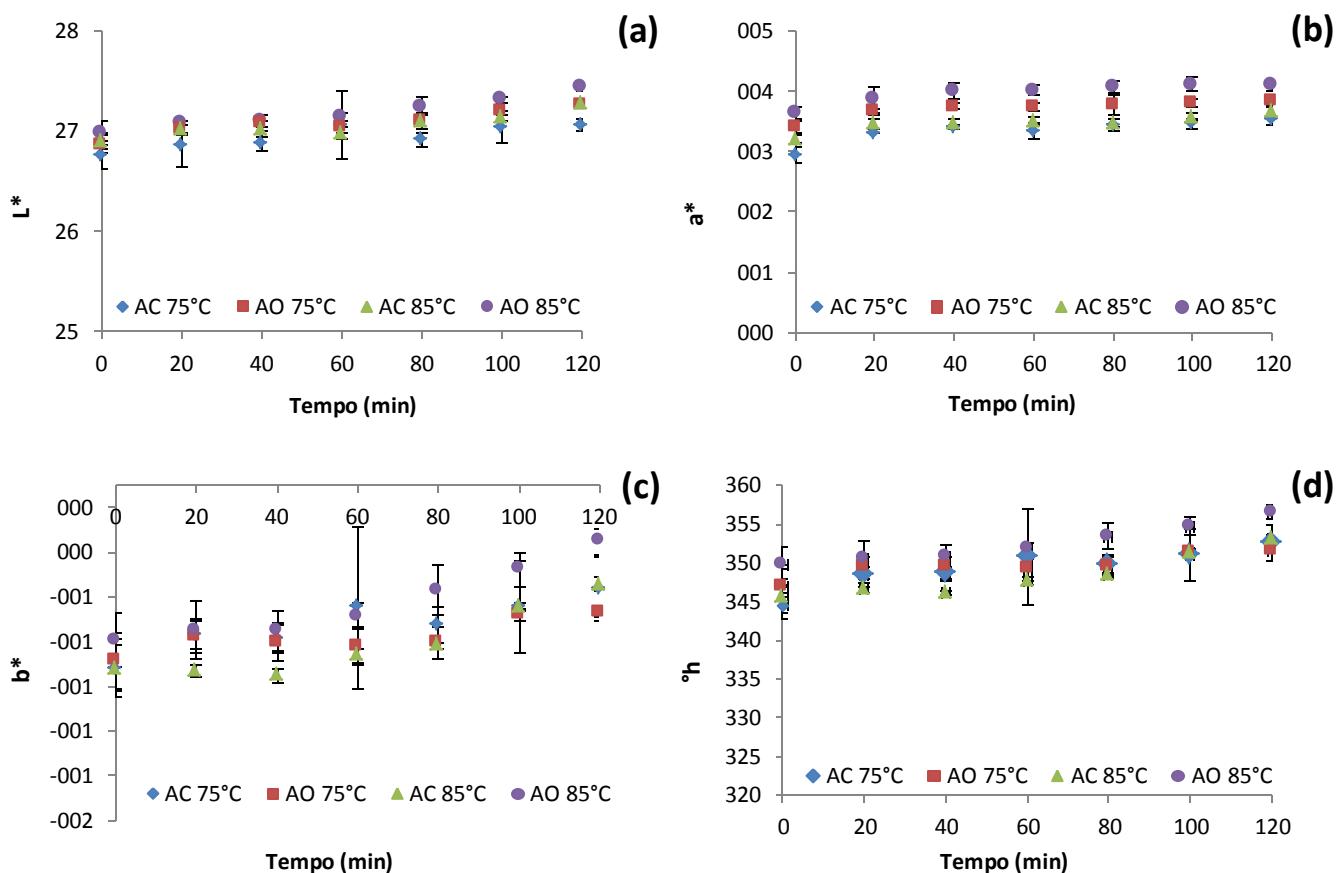 (a)
28
27
26
25
L*
0 20 40 60 80 100 120
AC 75°C AO 75°C AC 85°C AO 85°C
Tempo (min)
(b)
005
004
003
002
001
000
a*
AC 75°C AO 75°C AC 85°C AO 85°C
0 20 40 60 80 100 120
Tempo (min)
(c)
000
0 20 40 60 80 100 120
000
-001
-001
-001
-001
-001
-002
b*
AC 75°C AO 75°C AC 85°C AO 85°C
Tempo (min)
(d)
360
355
350
345
340
335
330
325
320
°h
AC 75°C AO 75°C AC 85°C AO 85°C
0 20 40 60 80 100 120
Tempo (min)